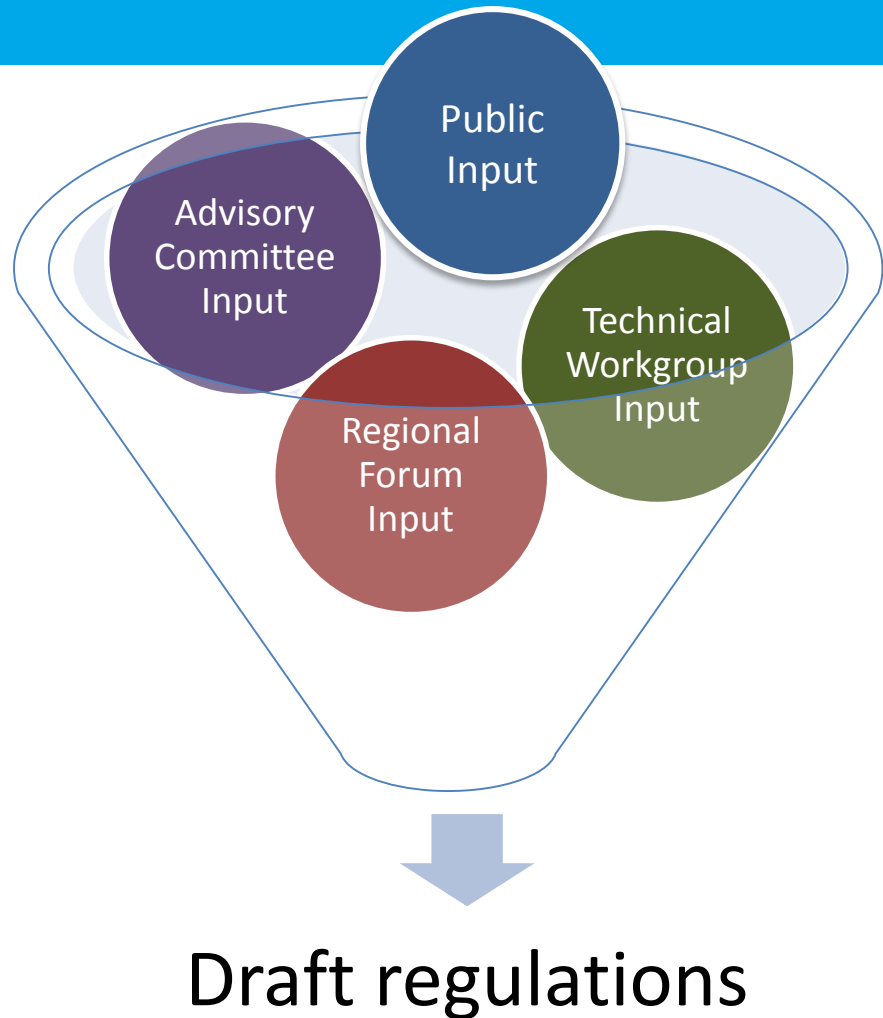 Public
Input
Advisory
Committee
Input
Technical
Workgroup
Input
Regional
Forum
Input
Draft regulations